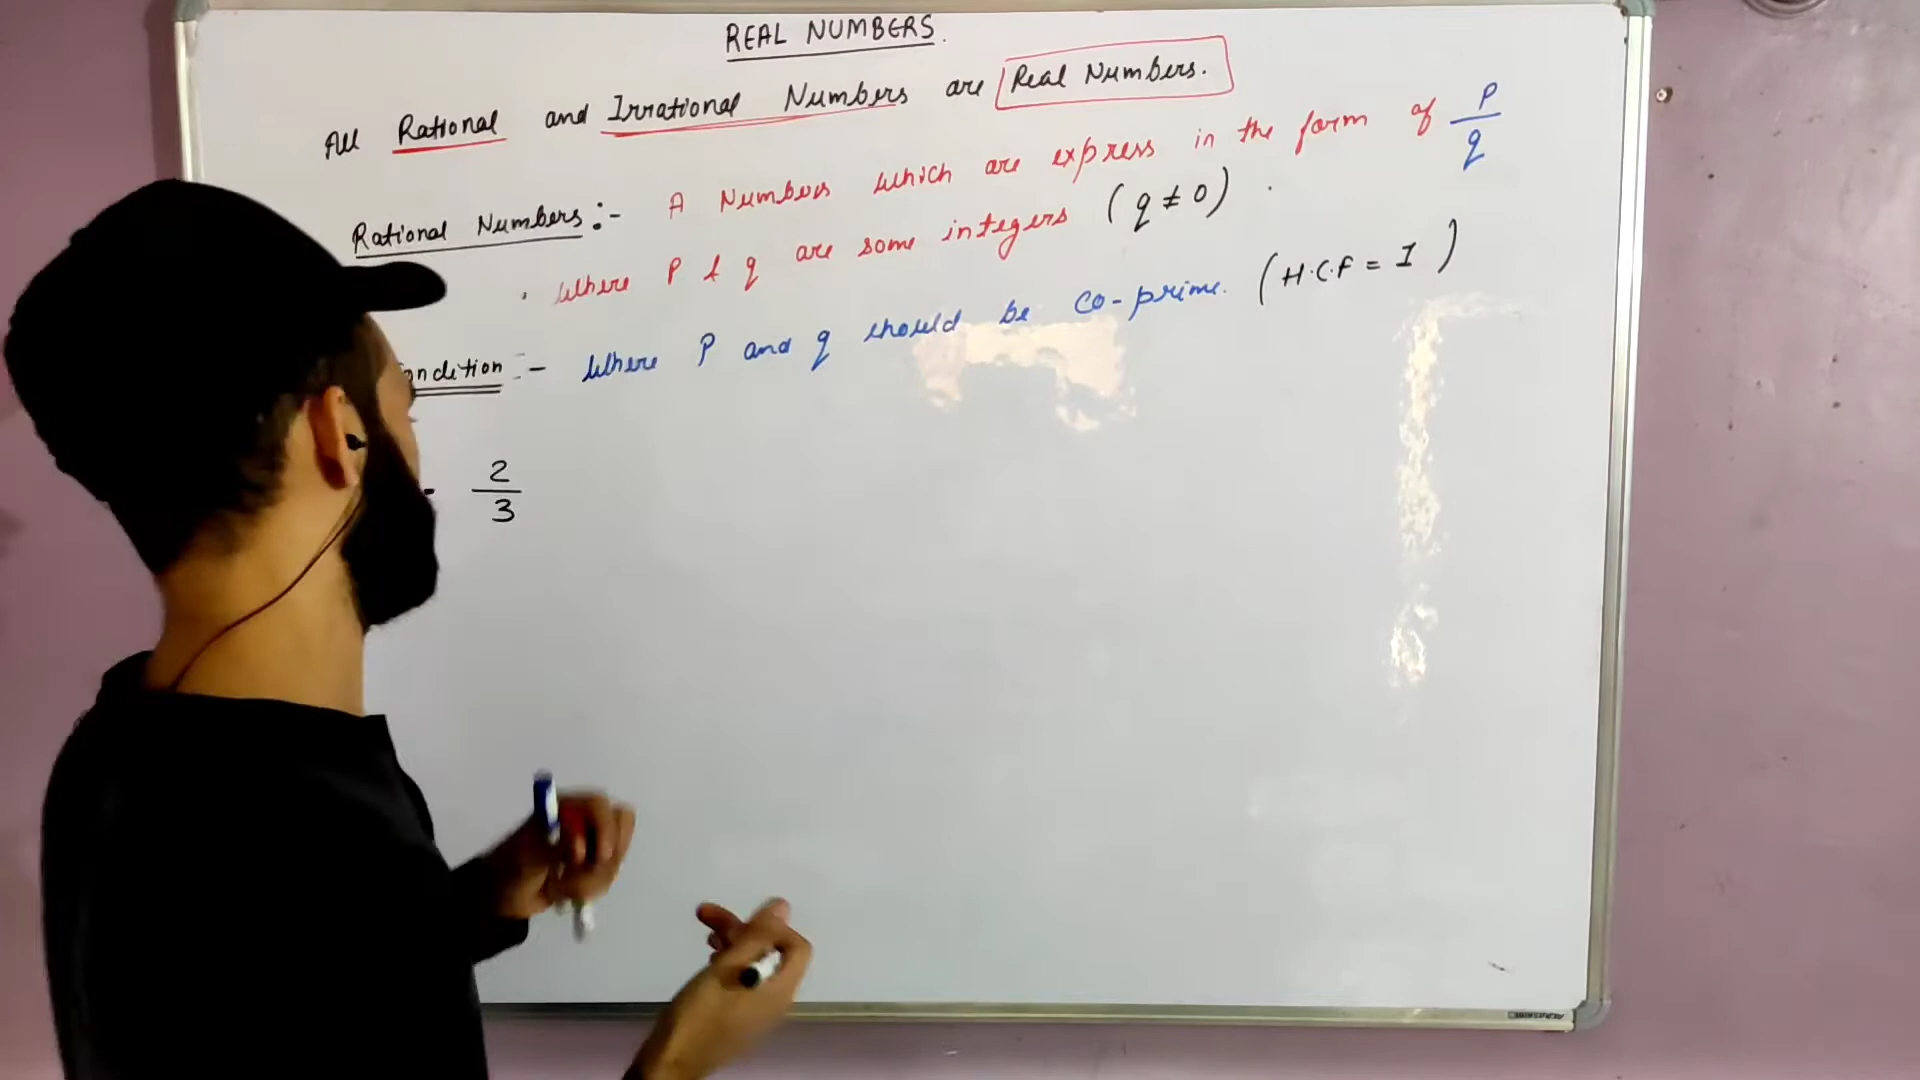 REAL NUMBERS.
All Rational and Irrational Numbers are Real Numbers.
Rational Numbers :- A Numbers which are express in the form of p/q
where P & q are some integers (q ≠ 0).
ondition :- Where P and q should be co-prime. (H.C.F = 1)
- 2/3